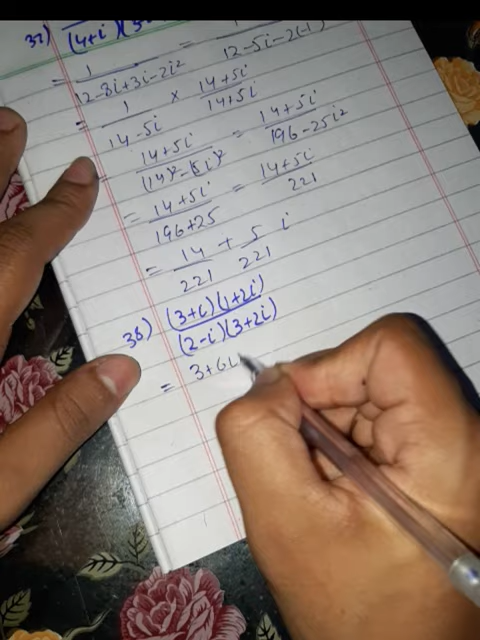 32) (4+i)(3
= 1/(12-8i+3i-2i²) = 1/(12-5i-2(-1)
= 1/(14-5i) × (14+5i)/(14+5i)
= (14+5i)/((14)²-(5i)²) = (14+5i)/(196-25i²)
= (14+5i)/(196+25) = (14+5i)/221
= 14/221 + 5/221 i
36) (3+i)(1+2i)/(2-i)(3+2i)
= 3+6i